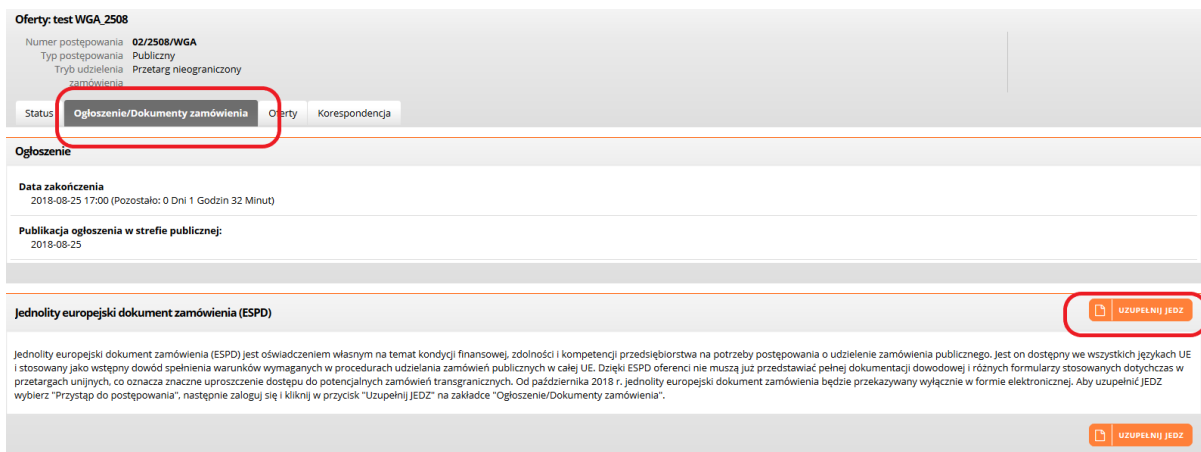 Oferty: test WGA_2508
Numer postępowania 02/2508/WGA
Typ postępowania Publiczny
Tryb udzielenia Przetarg nieograniczony
zamówienia
Status Ogłoszenie/Dokumenty zamówienia Oferty Korespondencja
Ogłoszenie
Data zakończenia
2018-08-25 17:00 (Pozostało: 0 Dni 1 Godzin 32 Minut)
Publikacja ogłoszenia w strefie publicznej:
2018-08-25
Jednolity europejski dokument zamówienia (ESPD) UZUPEŁNIJ JEDZ
Jednolity europejski dokument zamówienia (ESPD) jest oświadczeniem własnym na temat kondycji finansowej, zdolności i kompetencji przedsiębiorstwa na potrzeby postępowania o udzielenie zamówienia publicznego. Jest on dostępny we wszystkich językach UE
i stosowany jako wstępny dowód spełnienia warunków wymaganych w procedurach udzielania zamówień publicznych w całej UE. Dzięki ESPD oferenci nie muszą już przedstawiać pełnej dokumentacji dowodowej i różnych formularzy stosowanych dotychczas w
przetargach unijnych, co oznacza znaczne uproszczenie dostępu do potencjalnych zamówień transgranicznych. Od października 2018 r. jednolity europejski dokument zamówienia będzie przekazywany wyłącznie w formie elektronicznej. Aby uzupełnić JEDZ
wybierz "Przystąp do postępowania", następnie zaloguj się i kliknij w przycisk "Uzupełnij JEDZ" na zakładce "Ogłoszenie/Dokumenty zamówienia".
UZUPEŁNIJ JEDZ